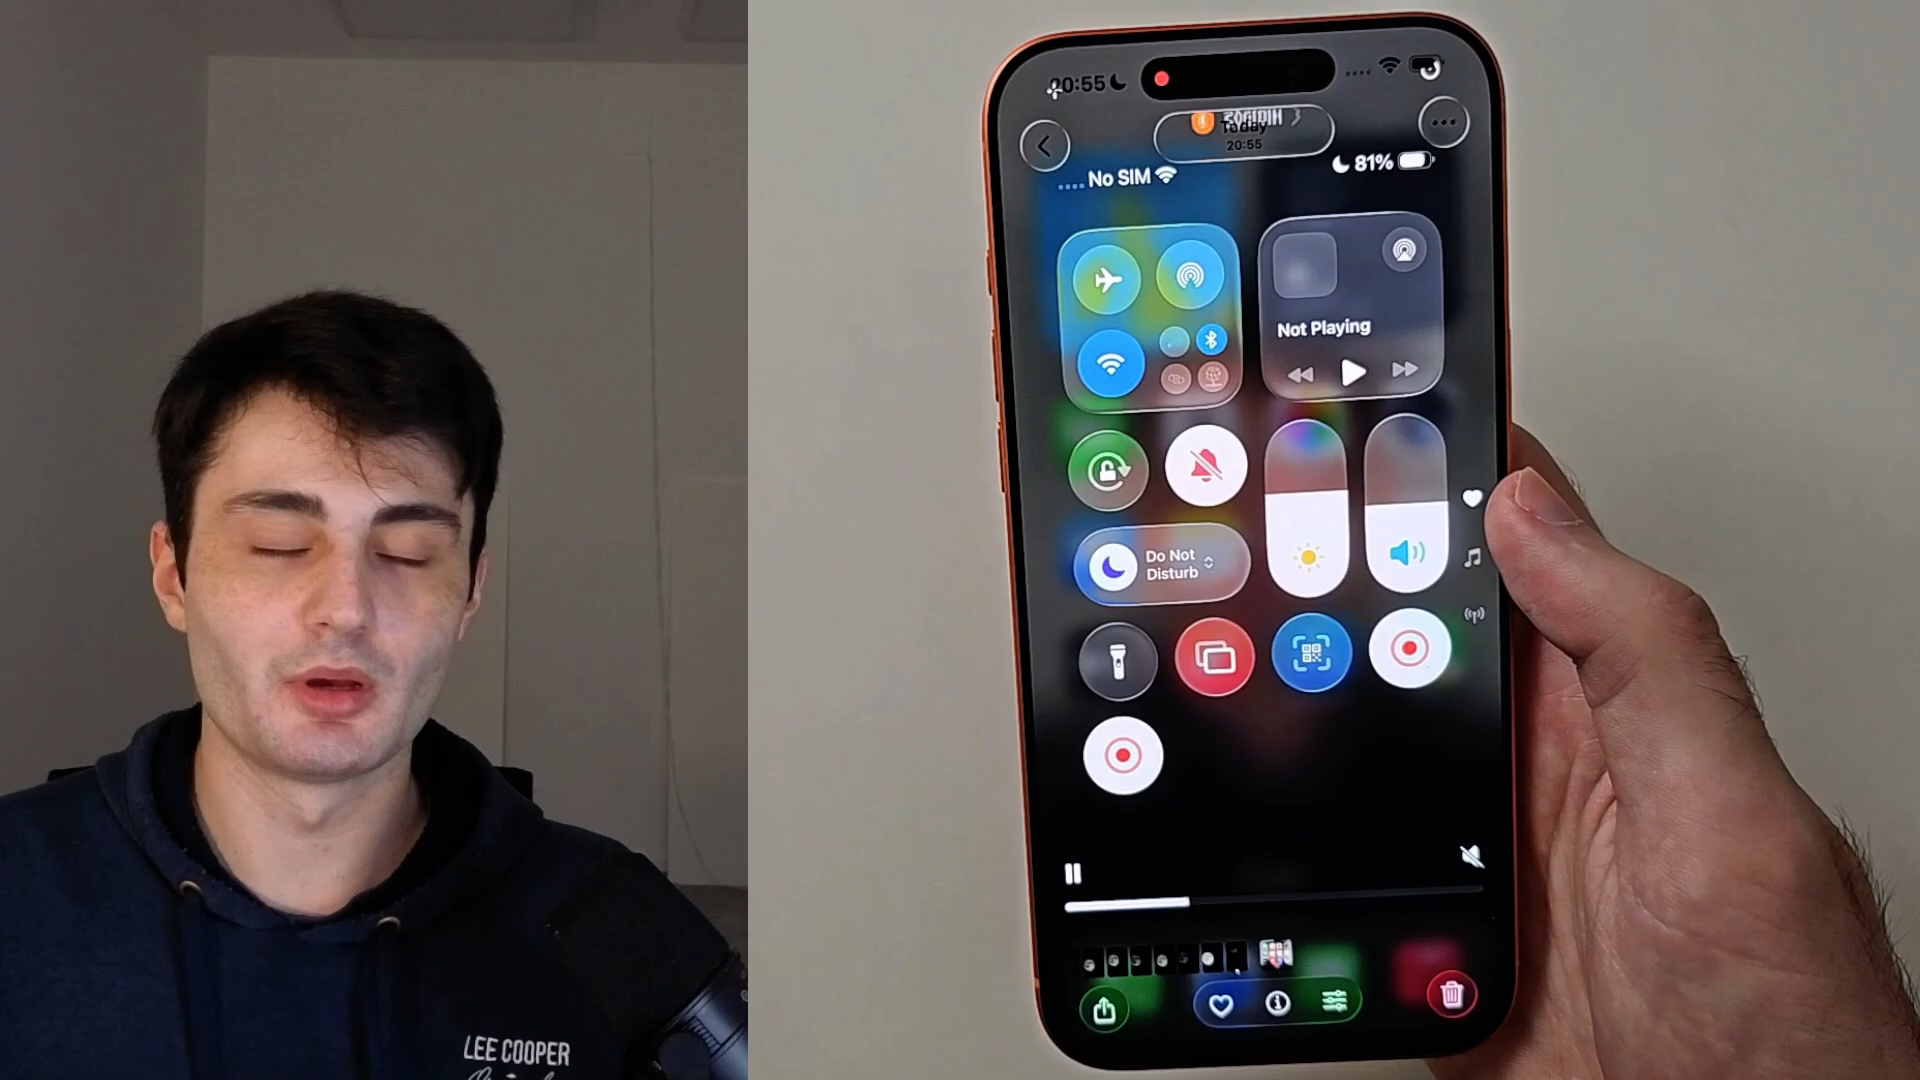 20:55
Today
20:55
No SIM
81%
Not Playing
Do Not
Disturb
LEE COOPER